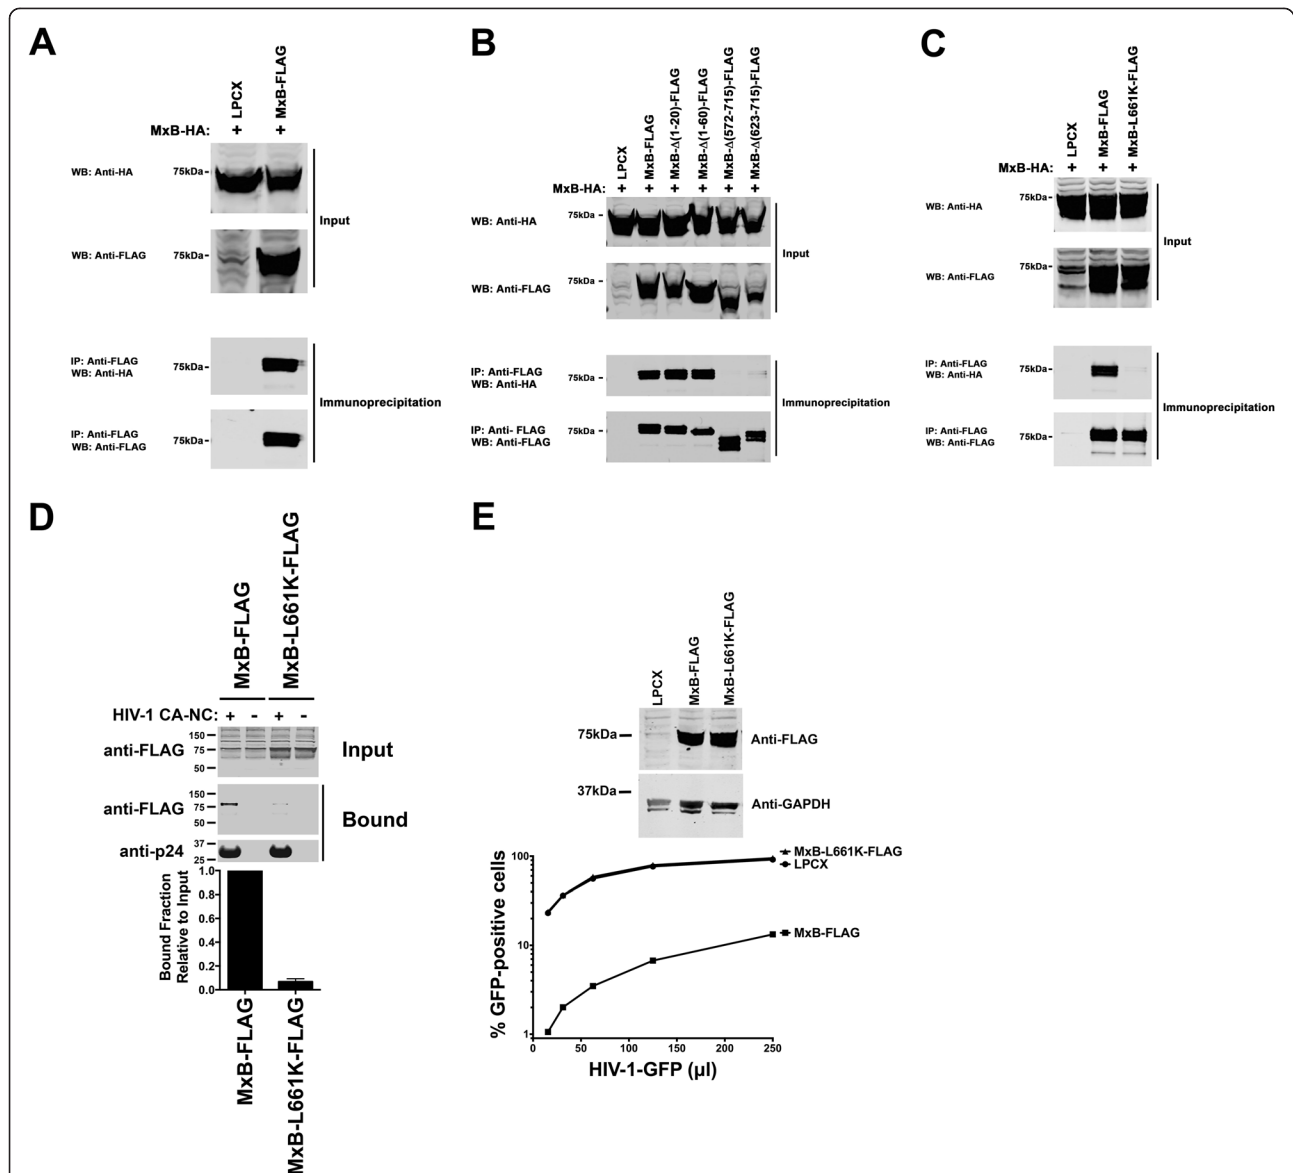 A
+ LPCX
+ MxB-FLAG
MxB-HA:
WB: Anti-HA
75kDa
Input
WB: Anti-FLAG
75kDa
IP: Anti-FLAG
WB: Anti-HA
75kDa
Immunoprecipitation
IP: Anti-FLAG
WB: Anti-FLAG
75kDa
B
+ LPCX
+ MxB-FLAG
+ MxB-Δ(1-20)-FLAG
+ MxB-Δ(1-60)-FLAG
+ MxB-Δ(572-715)-FLAG
+ MxB-Δ(623-715)-FLAG
MxB-HA:
WB: Anti-HA
75kDa
Input
WB: Anti-FLAG
75kDa
IP: Anti-FLAG
WB: Anti-HA
75kDa
Immunoprecipitation
IP: Anti- FLAG
WB: Anti-FLAG
75kDa
C
+ LPCX
+ MxB-FLAG
+ MxB-L661K-FLAG
MxB-HA:
WB: Anti-HA
75kDa
Input
WB: Anti-FLAG
75kDa
IP: Anti-FLAG
WB: Anti-HA
75kDa
Immunoprecipitation
IP: Anti-FLAG
WB: Anti-FLAG
75kDa
D
MxB-FLAG
MxB-L661K-FLAG
HIV-1 CA-NC: + - + -
anti-FLAG
150
75
50
Input
anti-FLAG
150
75
50
Bound
anti-p24
37
25
Bound Fraction
Relative to Input
1.0
0.8
0.6
0.4
0.2
0.0
MxB-FLAG
MxB-L661K-FLAG
E
LPCX
MxB-FLAG
MxB-L661K-FLAG
75kDa
Anti-FLAG
37kDa
Anti-GAPDH
% GFP-positive cells
100
10
1
MxB-L661K-FLAG
LPCX
MxB-FLAG
0 50 100 150 200 250
HIV-1-GFP (µl)